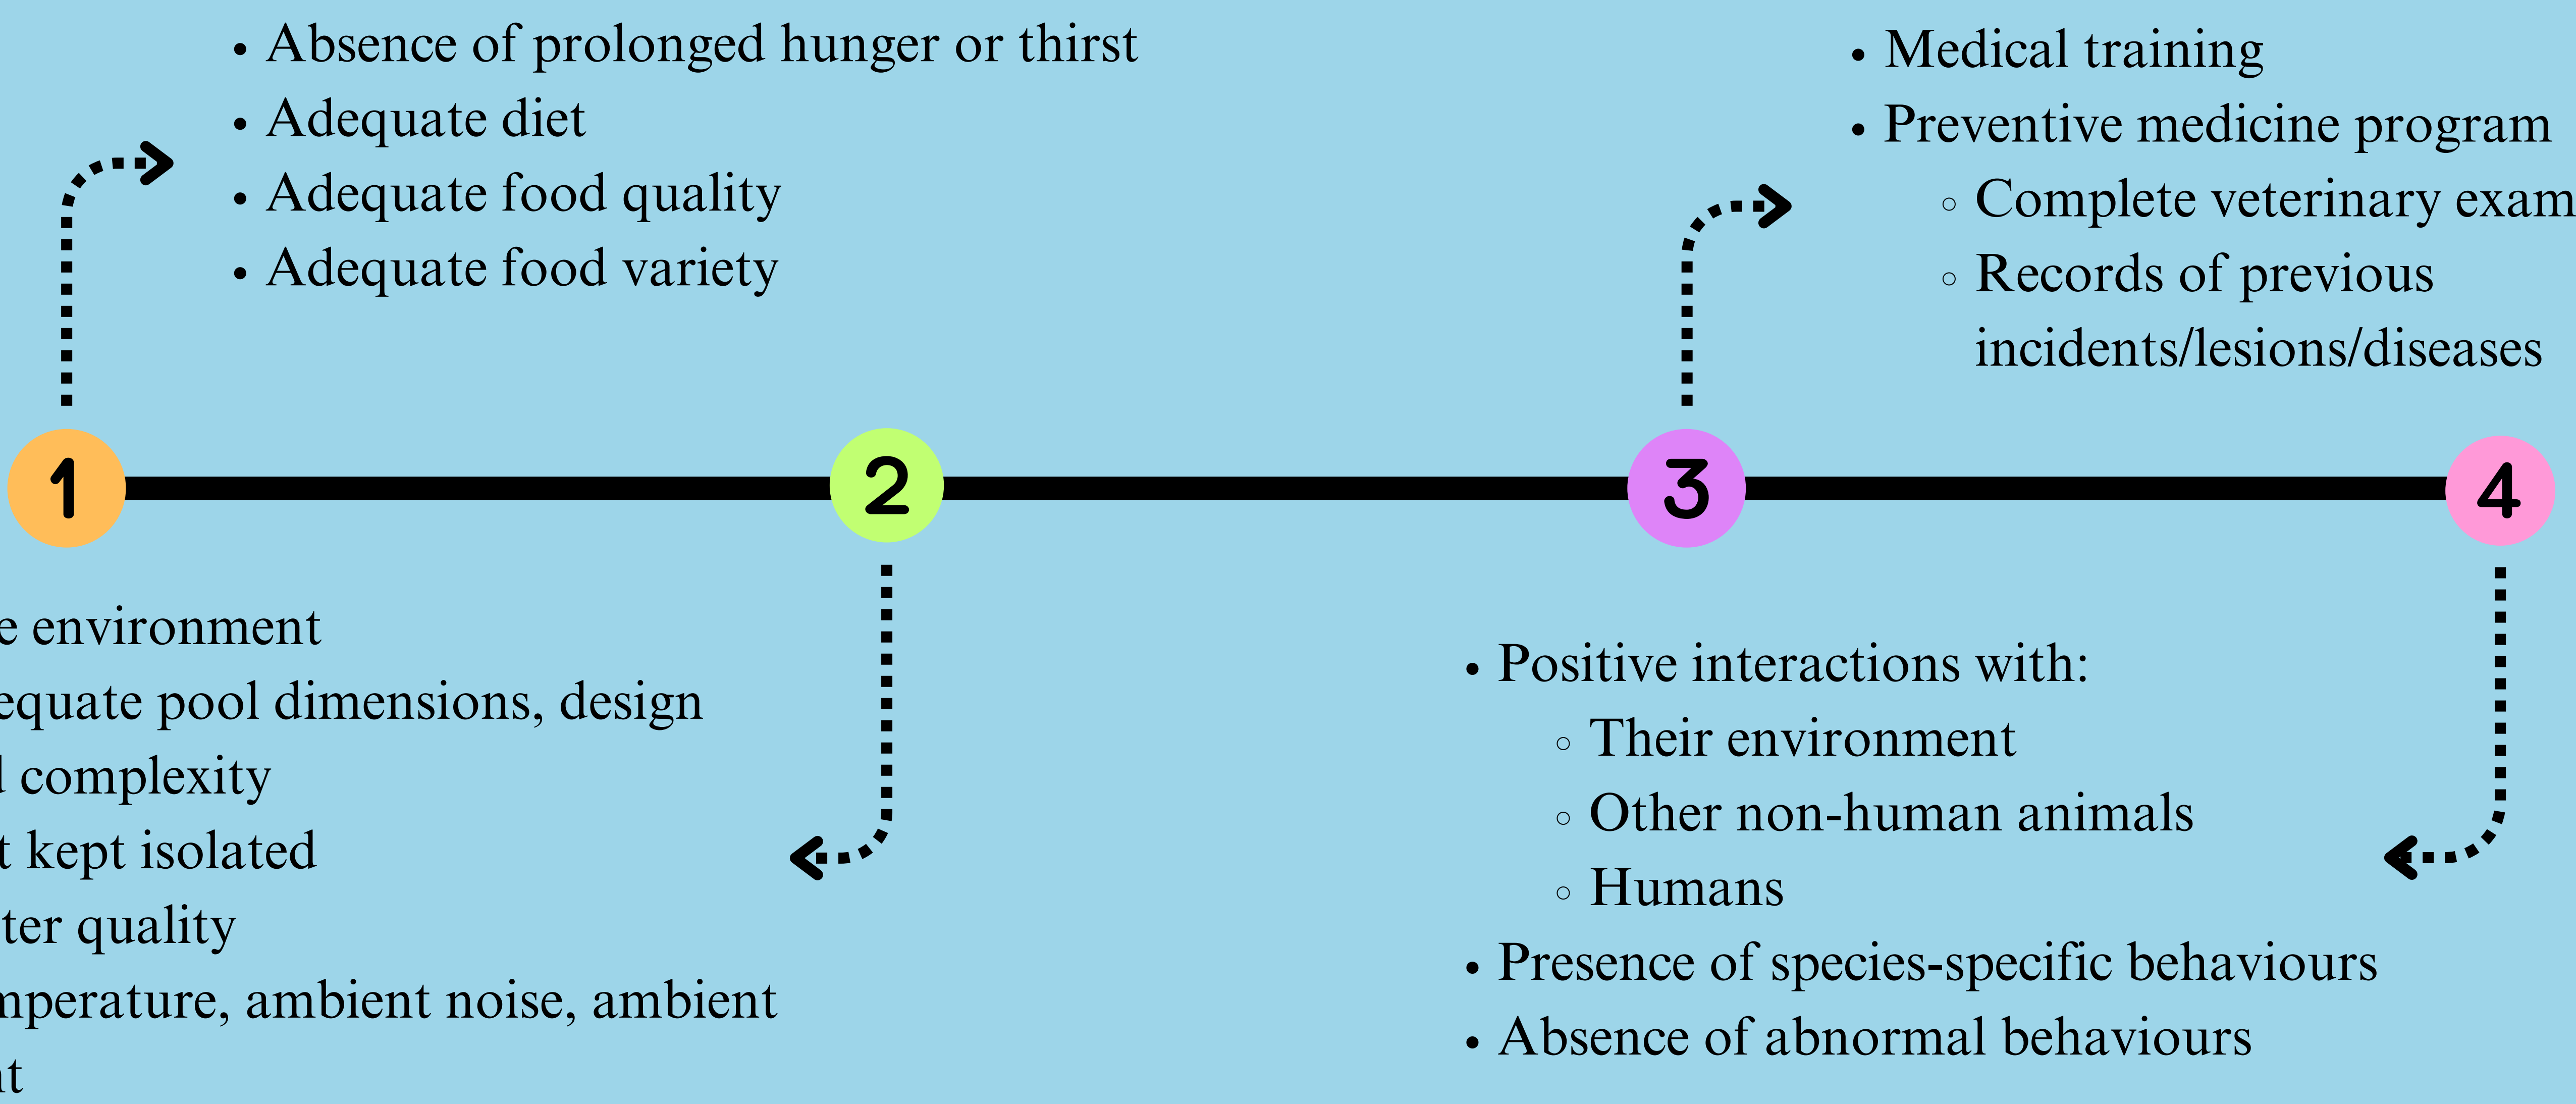 • Absence of prolonged hunger or thirst
• Adequate diet
• Adequate food quality
• Adequate food variety
• Medical training
• Preventive medicine program
◦ Complete veterinary exam
◦ Records of previous
incidents/lesions/diseases
1
2
3
4
environment
pool dimensions, design
complexity
kept isolated
quality
ambient noise, ambient
• Positive interactions with:
◦ Their environment
◦ Other non-human animals
◦ Humans
• Presence of species-specific behaviours
• Absence of abnormal behaviours